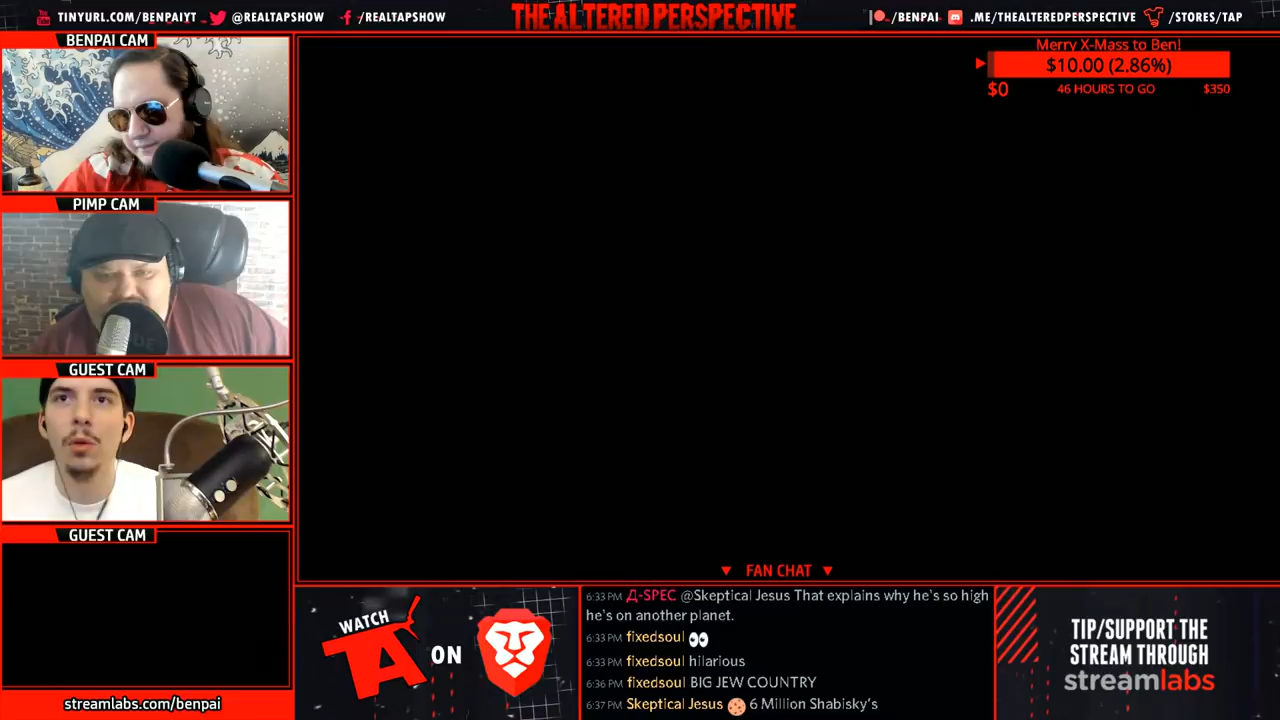 TINYURL.COM/BENPAIYT @REALTAPSHOW /REALTAPSHOW
THE ALTERED PERSPECTIVE
/BENPAI .ME/THEALTEREDPERSPECTIVE /STORES/TAP
BENPAI CAM
Merry X-Mass to Ben!
$10.00 (2.86%)
$0 46 HOURS TO GO $350
PIMP CAM
GUEST CAM
GUEST CAM
streamlabs.com/benpai
FAN CHAT
WATCH
TA ON
6:33 PM Д-SPEC @Skeptical Jesus That explains why he's so high
he's on another planet.
6:33 PM fixedsoul 👀
6:33 PM fixedsoul hilarious
6:36 PM fixedsoul BIG JEW COUNTRY
6:37 PM Skeptical Jesus 🍪 6 Million Shabisky's
TIP/SUPPORT THE
STREAM THROUGH
streamlabs